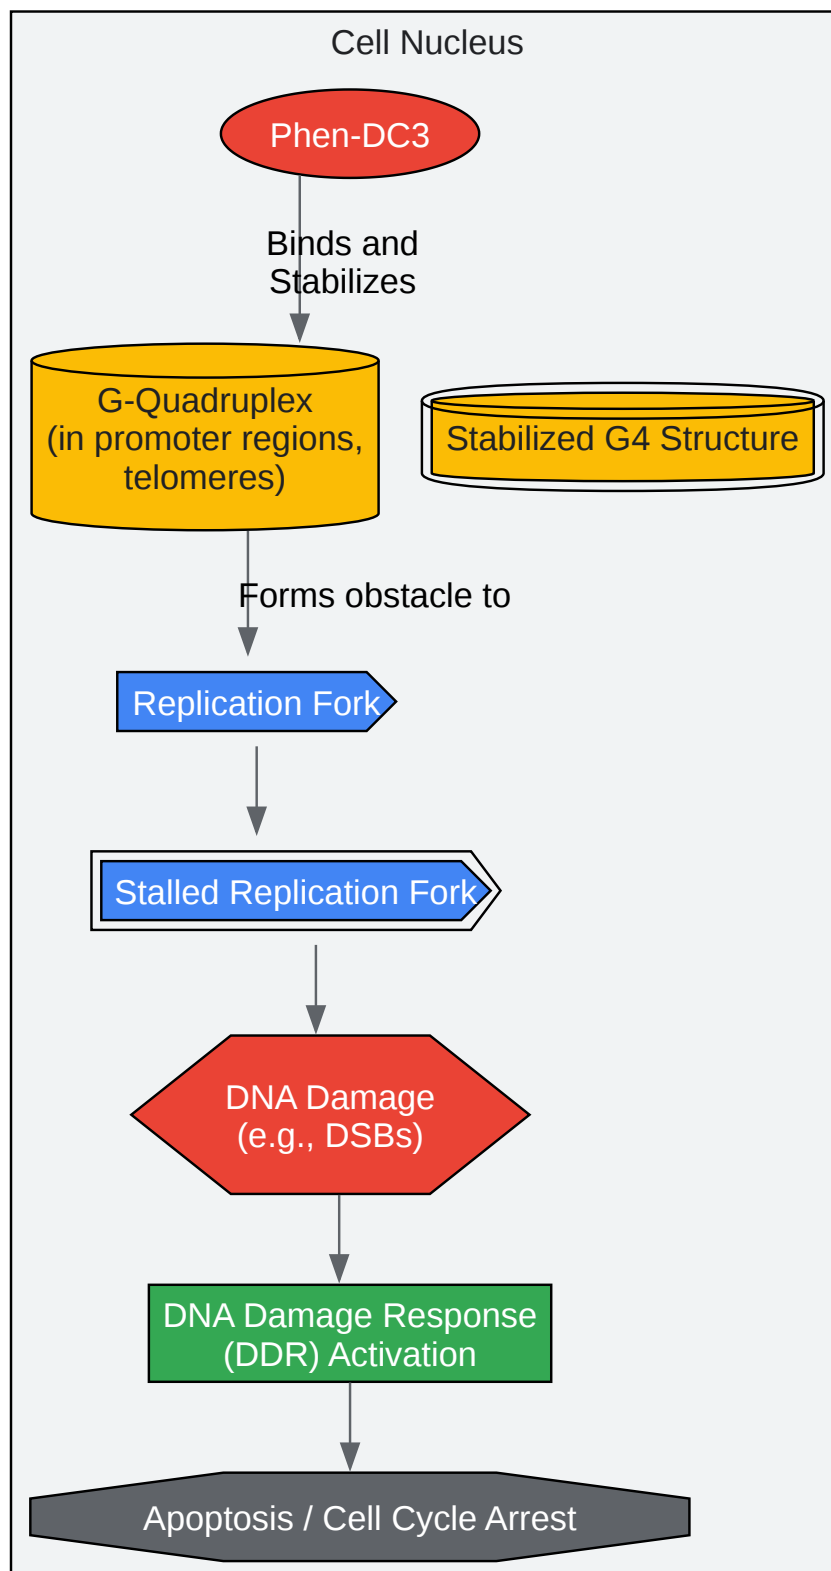 Cell Nucleus
Phen-DC3
Binds and
Stabilizes
G-Quadruplex
(in promoter regions,
telomeres)
Stabilized G4 Structure
Forms obstacle to
Replication Fork
Stalled Replication Fork
DNA Damage
(e.g., DSBs)
DNA Damage Response
(DDR) Activation
Apoptosis / Cell Cycle Arrest